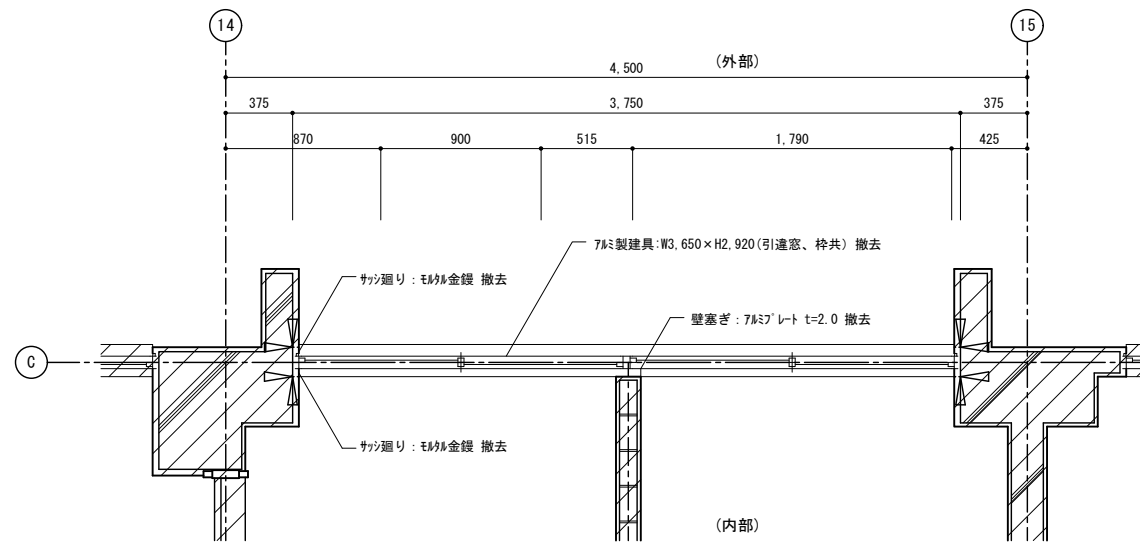 14
15
(外部)
4,500
375
3,750
375
870
900
515
1,790
425
ｱﾙﾐ製建具:W3,650×H2,920(引違窓、枠共) 撤去
ｻｯｼ廻り：ﾓﾙﾀﾙ金鏝 撤去
壁塞ぎ：ｱﾙﾐﾌﾟﾚｰﾄ t=2.0 撤去
C
ｻｯｼ廻り：ﾓﾙﾀﾙ金鏝 撤去
(内部)